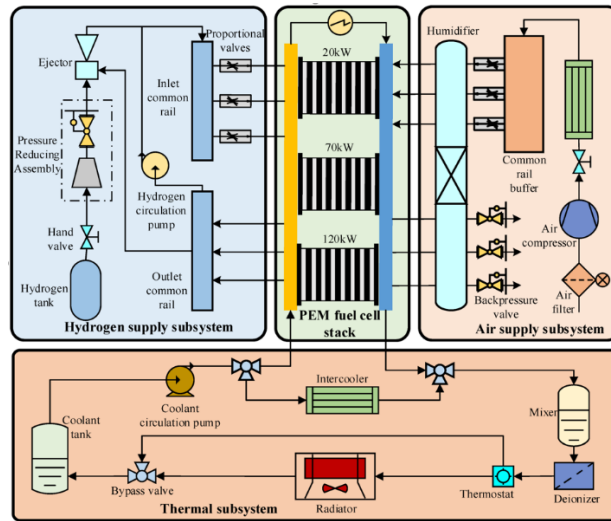 Ejector
Pressure
Reducing
Assembly
Hand
valve
Hydrogen
tank
Proportional
valves
Inlet
common
rail
Hydrogen
circulation
pump
Outlet
common
rail
Hydrogen supply subsystem
20kW
70kW
120kW
PEM fuel cell
stack
Humidifier
Common
rail
buffer
Air
compressor
Air
filter
Backpressure
valve
Air supply subsystem
Coolant
tank
Coolant
circulation pump
Intercooler
Mixer
Bypass valve
Radiator
Thermostat
Deionizer
Thermal subsystem